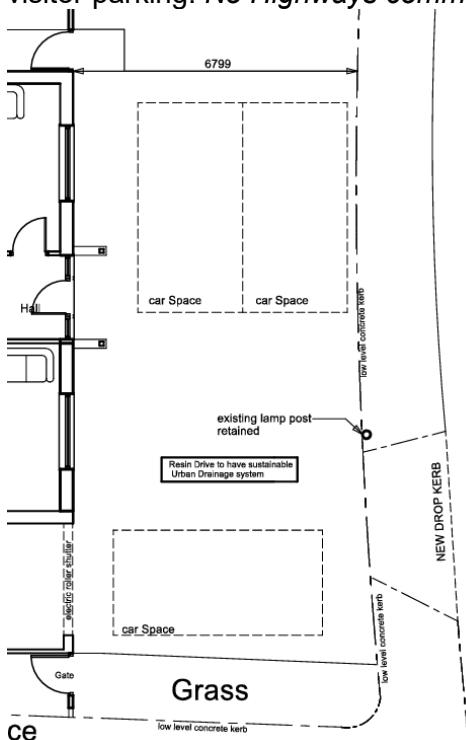 visitor parking. No Highways comm
6799
car Space
car Space
low level concrete kerb
Hall
existing lamp post
retained
Resin Drive to have sustainable
Urban Drainage system
NEW DROP KERB
electric roller shutter
car Space
low level concrete kerb
Gate
Grass
low level concrete kerb
ce